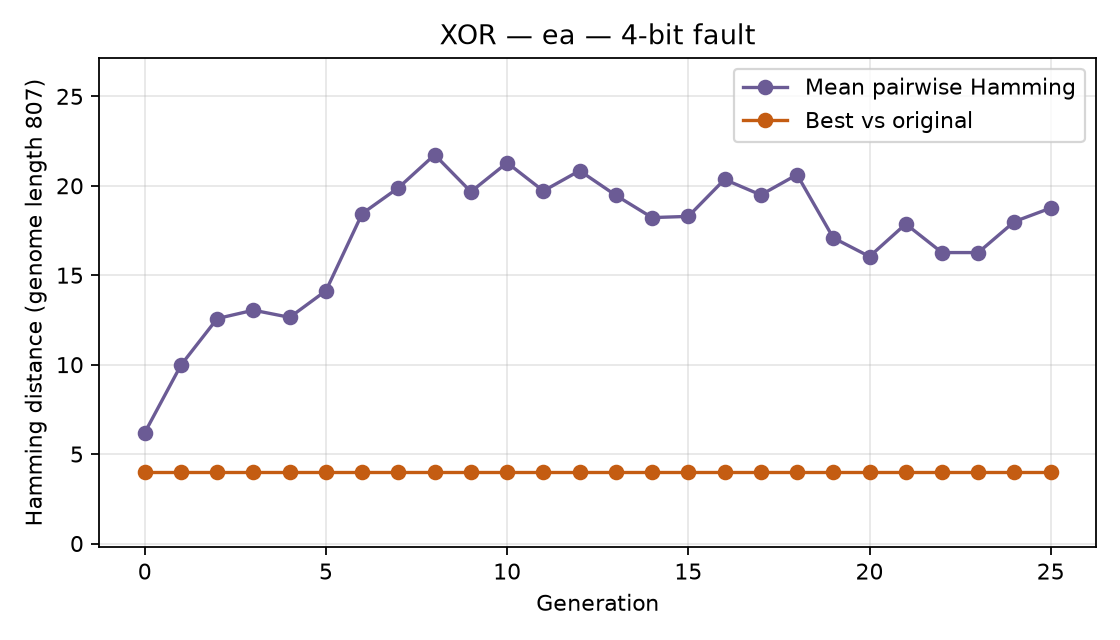 XOR — ea — 4-bit fault
Mean pairwise Hamming
Best vs original
Hamming distance (genome length 807)
25
20
15
10
5
0
0 5 10 15 20 25
Generation